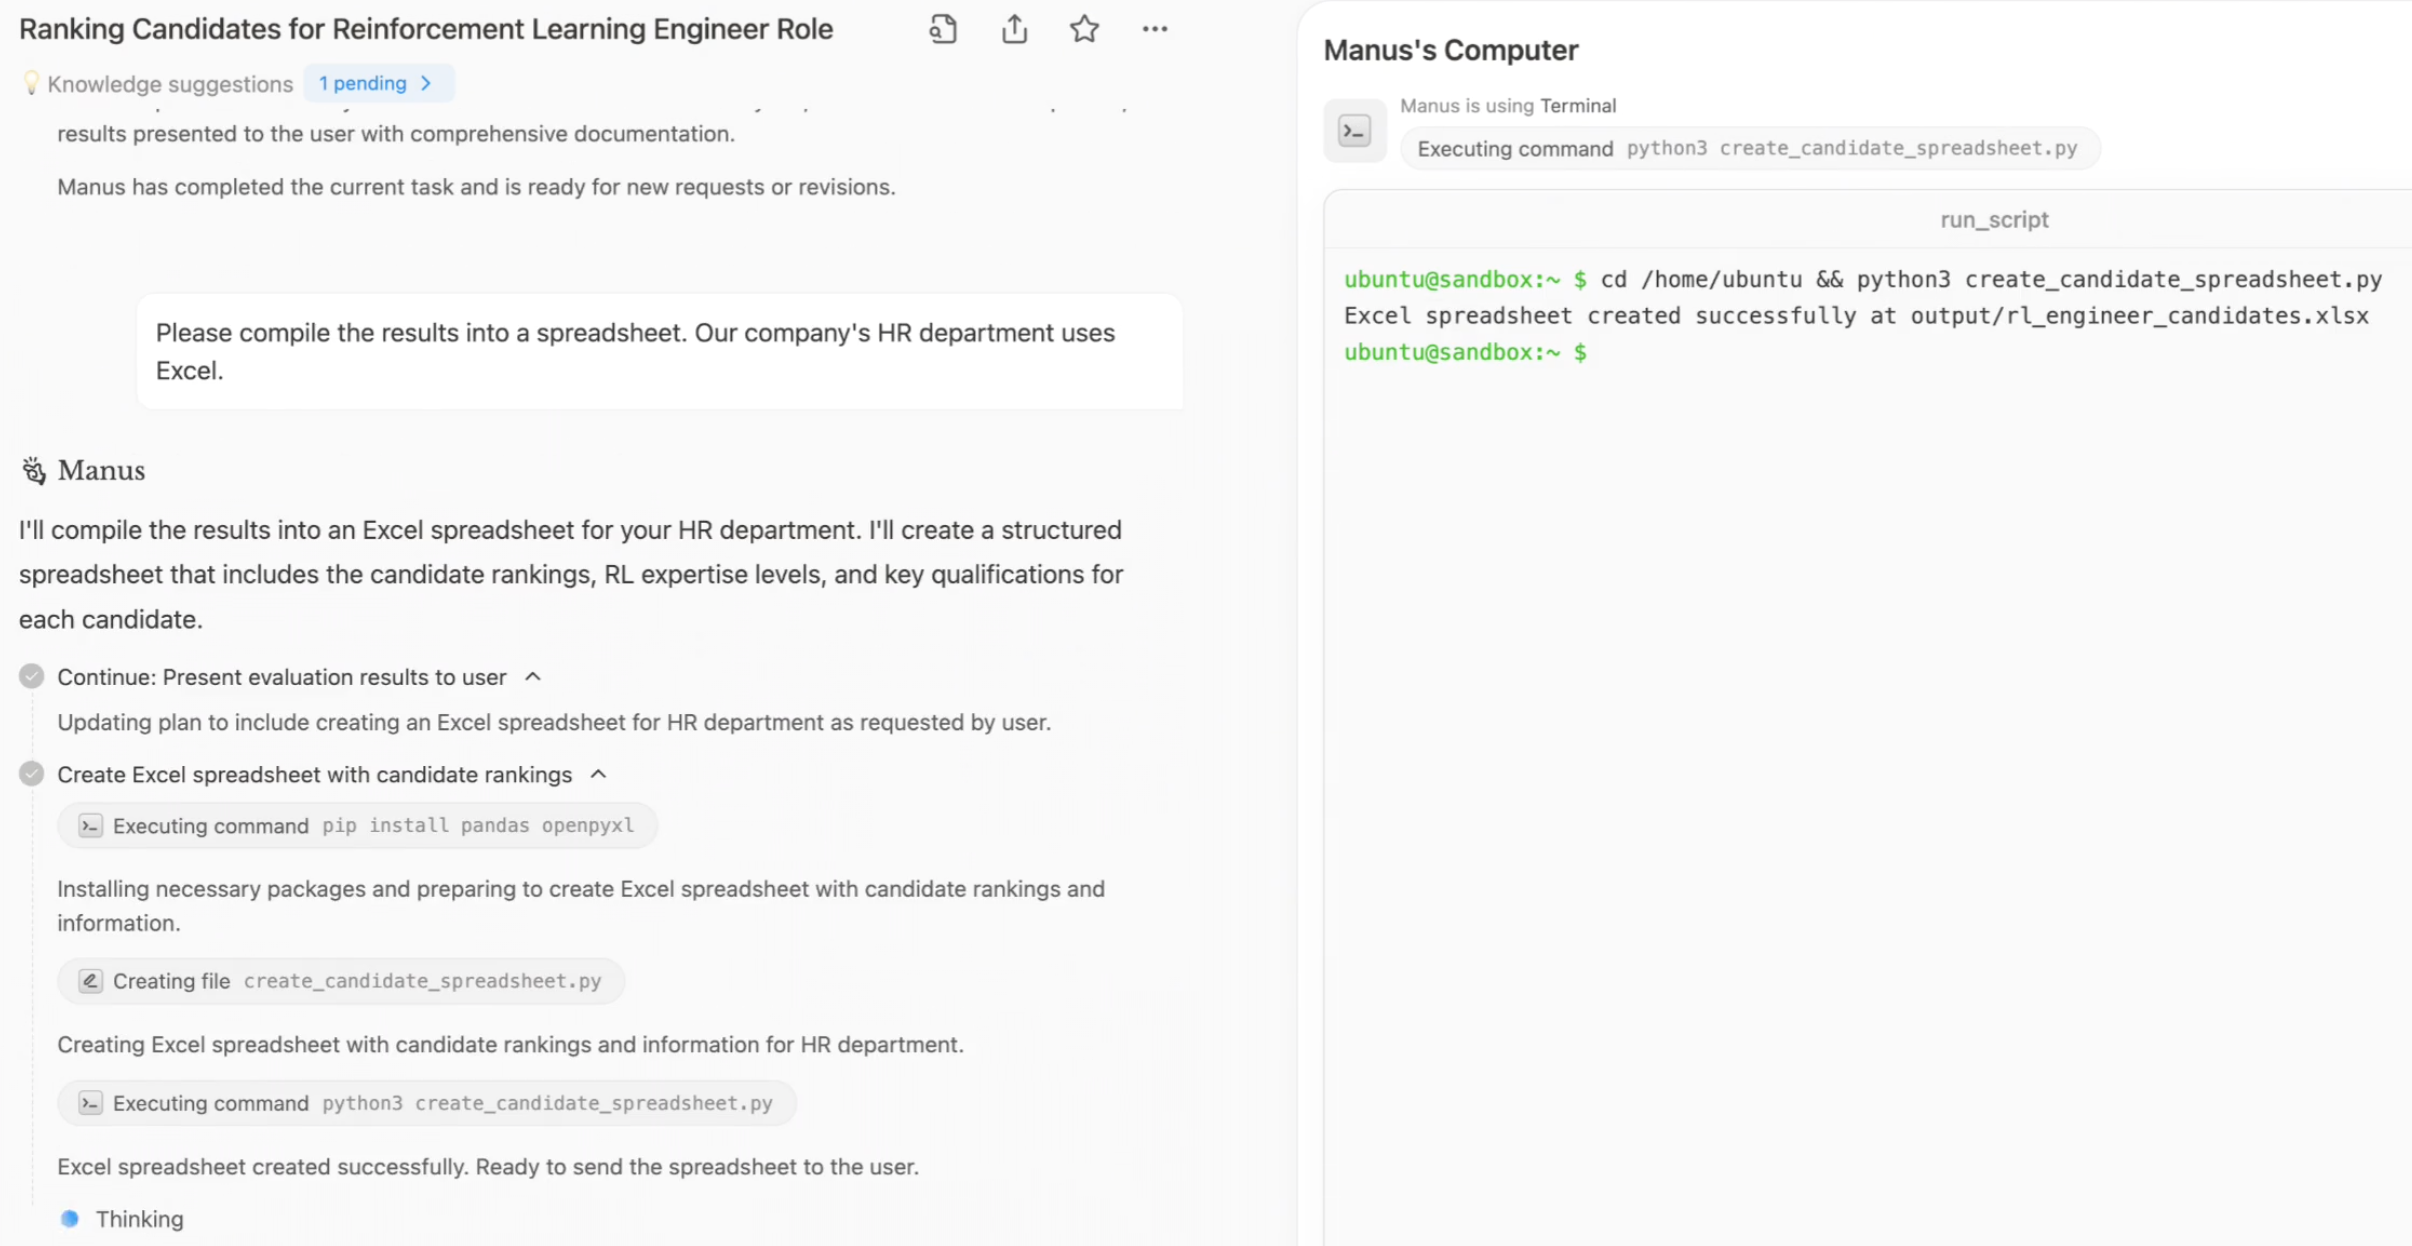 Ranking Candidates for Reinforcement Learning Engineer Role
Knowledge suggestions
1 pending
results presented to the user with comprehensive documentation.
Manus has completed the current task and is ready for new requests or revisions.
Please compile the results into a spreadsheet. Our company's HR department uses
Excel.
Manus
I'll compile the results into an Excel spreadsheet for your HR department. I'll create a structured
spreadsheet that includes the candidate rankings, RL expertise levels, and key qualifications for
each candidate.
Continue: Present evaluation results to user
Updating plan to include creating an Excel spreadsheet for HR department as requested by user.
Create Excel spreadsheet with candidate rankings
Executing command pip install pandas openpyxl
Installing necessary packages and preparing to create Excel spreadsheet with candidate rankings and
information.
Creating file create_candidate_spreadsheet.py
Creating Excel spreadsheet with candidate rankings and information for HR department.
Executing command python3 create_candidate_spreadsheet.py
Excel spreadsheet created successfully. Ready to send the spreadsheet to the user.
Thinking
Manus's Computer
Manus is using Terminal
Executing command python3 create_candidate_spreadsheet.py
run_script
ubuntu@sandbox:~ $ cd /home/ubuntu && python3 create_candidate_spreadsheet.py
Excel spreadsheet created successfully at output/rl_engineer_candidates.xlsx
ubuntu@sandbox:~ $